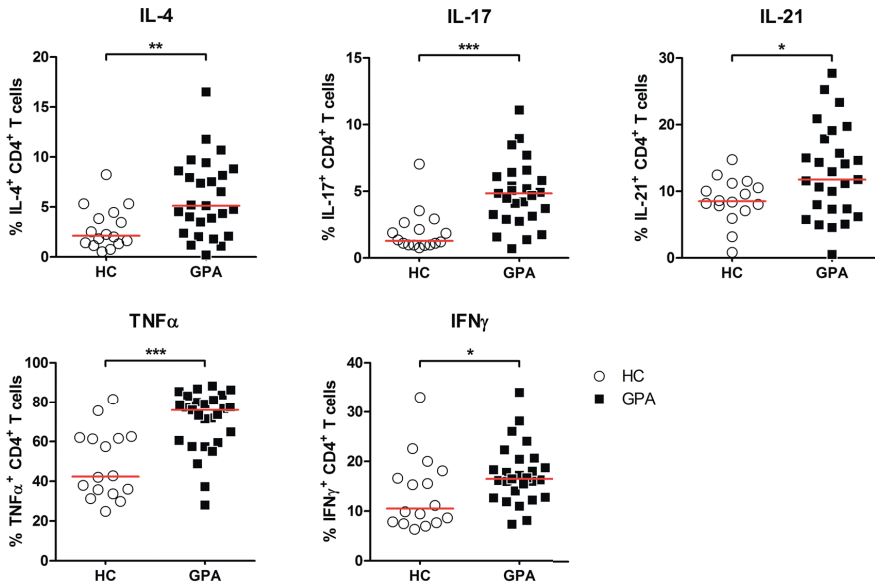 IL-4
**
% IL-4+ CD4+ T cells
20
15
10
5
0
HC
GPA
IL-17
***
% IL-17+ CD4+ T cells
15
10
5
0
HC
GPA
IL-21
*
% IL-21+ CD4+ T cells
30
20
10
0
HC
GPA
TNFα
***
% TNFα+ CD4+ T cells
100
80
60
40
20
0
HC
GPA
IFNγ
*
% IFNγ+ CD4+ T cells
40
30
20
10
0
HC
GPA
HC
GPA